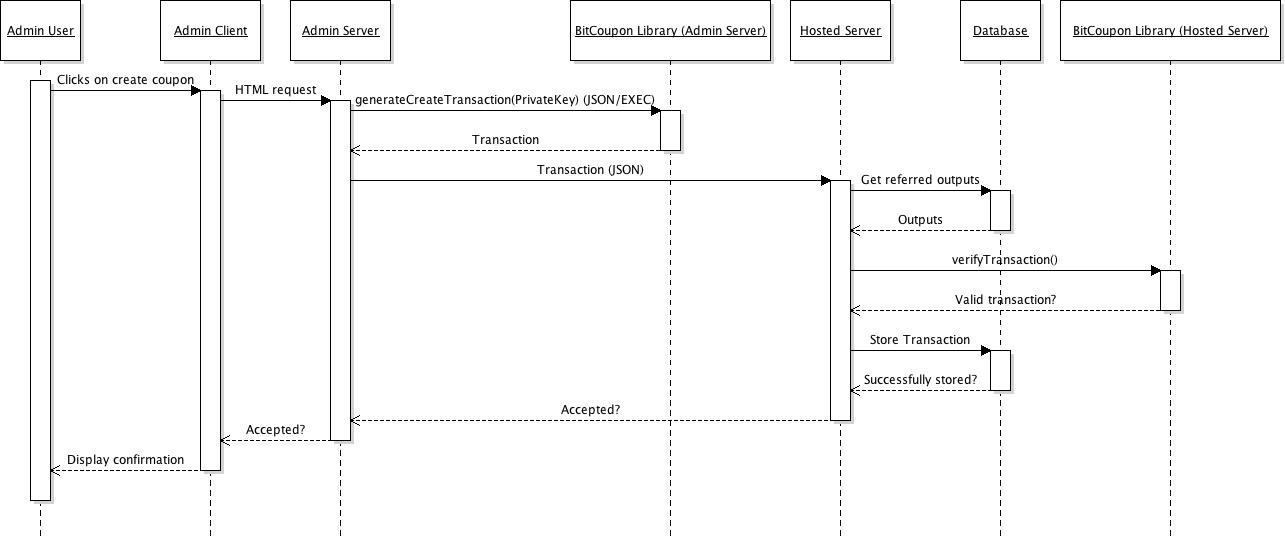 Admin User
Admin Client
Admin Server
BitCoupon Library (Admin Server)
Hosted Server
Database
BitCoupon Library (Hosted Server)
Clicks on create coupon
HTML request
generateCreateTransaction(PrivateKey) (JSON/EXEC)
Transaction
Transaction (JSON)
Get referred outputs
Outputs
verifyTransaction()
Valid transaction?
Store Transaction
Successfully stored?
Accepted?
Accepted?
Display confirmation